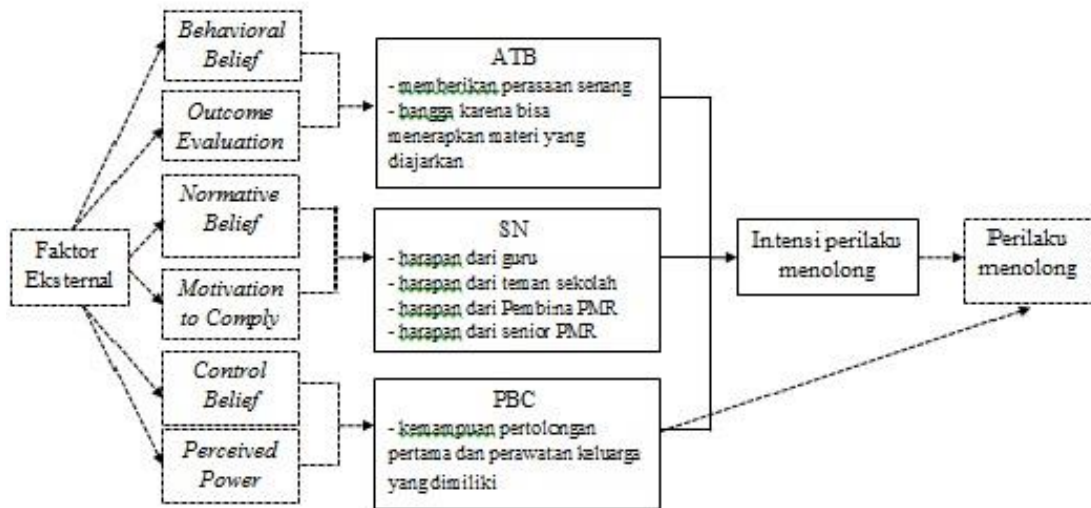 Behavioral
Belief
Outcome
Evaluation
Normative
Belief
Faktor
Eksternal
Motivation
to Comply
Control
Belief
Perceived
Power
ATB
- memberikan perasaan senang
- bangga karena bisa
menerapkan materi yang
diajarkan
SN
- harapan dari guru
- harapan dari teman sekolah
- harapan dari Pembina PMR
- harapan dari senior PMR
PBC
- kemampuan pertolongan
pertama dan perawatan keluarga
yang dimiliki
Intensi perilaku
menolong
Perilaku
menolong